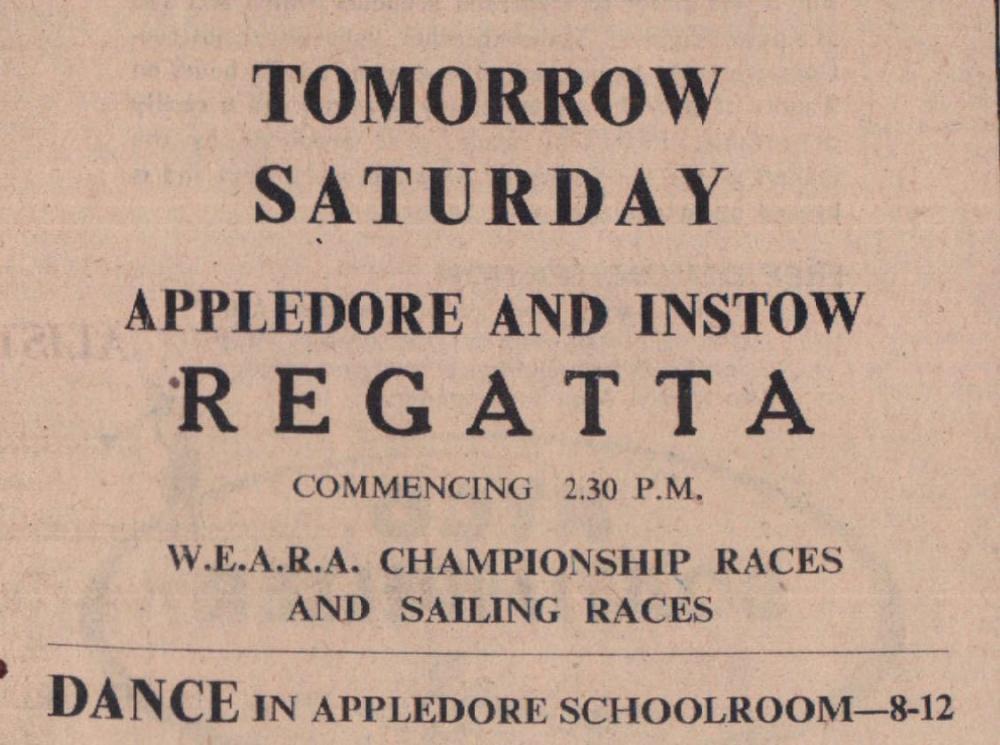 TOMORROW
SATURDAY
APPLEDORE AND INSTOW
REGATTA
COMMENCING 2.30 P.M.
W.E.A.R.A. CHAMPIONSHIP RACES
AND SAILING RACES
DANCE IN APPLEDORE SCHOOLROOM—8-12